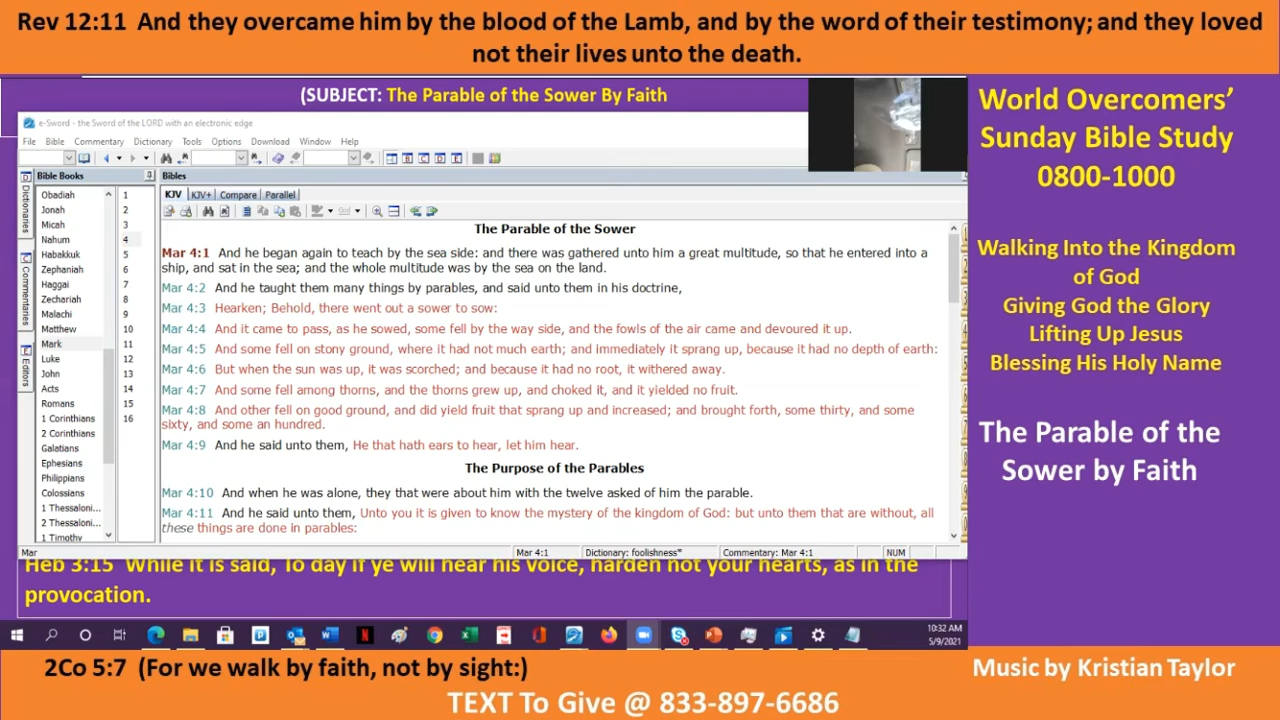 Rev 12:11 And they overcame him by the blood of the Lamb, and by the word of their testimony; and they loved
not their lives unto the death.
(SUBJECT: The Parable of the Sower By Faith
e-Sword - the Sword of the LORD with an electronic edge
File Bible Commentary Dictary Tools Options Download Window Help
Bible Books
Bibles
KJV KJV+ Compare Parallel
Dictionaries
Commentaries
Editors
Obadiah 1
Jonah 2
Micah 3
Nahum 4
Habakkuk 5
Zephaniah 6
Haggai 7
Zechariah 8
Malachi 9
Matthew 10
Mark 11
Luke 12
John 13
Acts 14
Romans 15
1 Corinthians 16
2 Corinthians
Galatians
Ephesians
Philippians
Colossians
1 Thessaloni...
2 Thessaloni...
1 Timothy
The Parable of the Sower
Mar 4:1 And he began again to teach by the sea side: and there was gathered unto him a great multitude, so that he entered into a
ship, and sat in the sea; and the whole multitude was by the sea on the land.
Mar 4:2 And he taught them many things by parables, and said unto them in his doctrine,
Mar 4:3 Hearken; Behold, there went out a sower to sow:
Mar 4:4 And it came to pass, as he sowed, some fell by the way side, and the fowls of the air came and devoured it up.
Mar 4:5 And some fell on stony ground, where it had not much earth; and immediately it sprang up, because it had no depth of earth:
Mar 4:6 But when the sun was up, it was scorched; and because it had no root, it withered away.
Mar 4:7 And some fell among thorns, and the thorns grew up, and choked it, and it yielded no fruit.
Mar 4:8 And other fell on good ground, and did yield fruit that sprang up and increased; and brought forth, some thirty, and some
sixty, and some an hundred.
Mar 4:9 And he said unto them, He that hath ears to hear, let him hear.
The Purpose of the Parables
Mar 4:10 And when he was alone, they that were about him with the twelve asked of him the parable.
Mar 4:11 And he said unto them, Unto you it is given to know the mystery of the kingdom of God: but unto them that are without, all
these things are done in parables:
Mar
Mar 4:1
Dictionary: foolishness*
Commentary: Mar 4:1
NUM
Heb 3:15 While it is said, To day if ye will hear his voice, harden not your hearts, as in the
provocation.
10:32 AM
5/9/2021
World Overcomers’
Sunday Bible Study
0800-1000
Walking Into the Kingdom
of God
Giving God the Glory
Lifting Up Jesus
Blessing His Holy Name
The Parable of the
Sower by Faith
2Co 5:7 (For we walk by faith, not by sight:)
Music by Kristian Taylor
TEXT To Give @ 833-897-6686